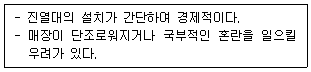 - 진열대의 설치가 간단하여 경제적이다.
- 매장이 단조로워지거나 국부적인 혼란을 일으킬
우려가 있다.